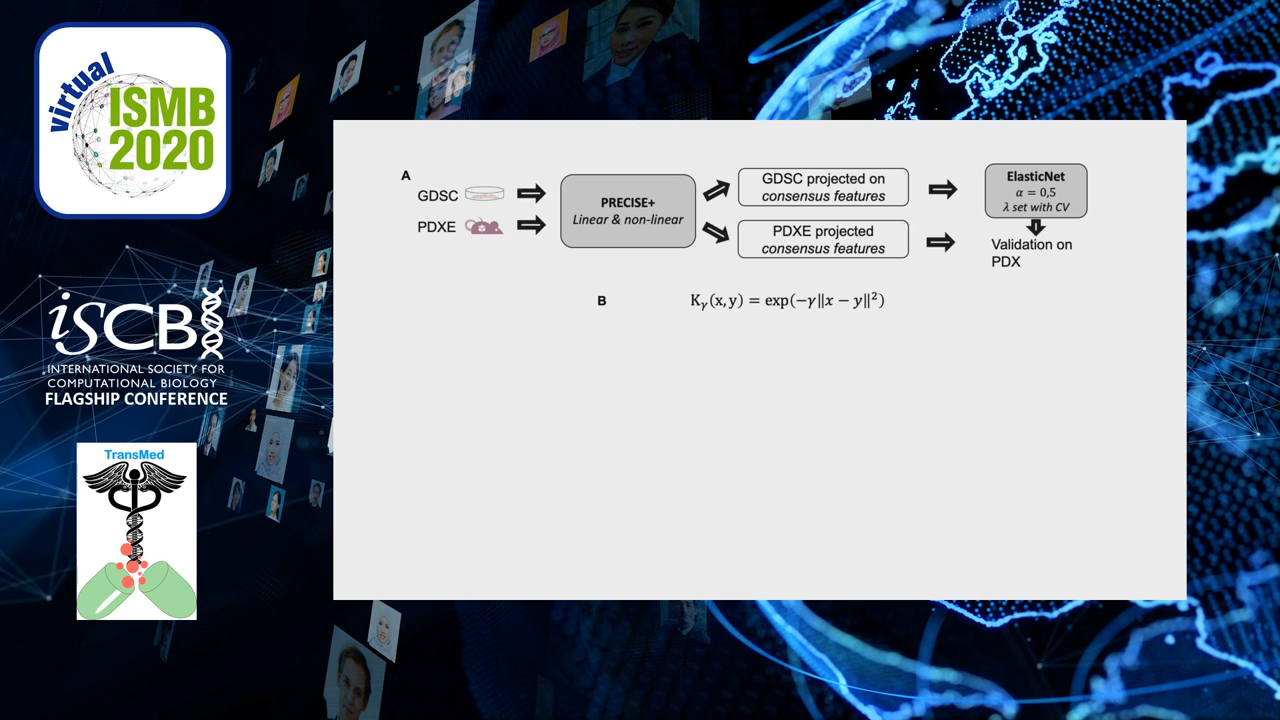 virtual
ISMB
2020
iSCB
INTERNATIONAL SOCIETY FOR
COMPUTATIONAL BIOLOGY
FLAGSHIP CONFERENCE
TransMed
A
GDSC
PDXE
PRECISE+
Linear & non-linear
GDSC projected on
consensus features
PDXE projected
consensus features
ElasticNet
α = 0,5
λ set with CV
Validation on
PDX
B
Kγ(x,y) = exp(−γ‖x − y‖²)